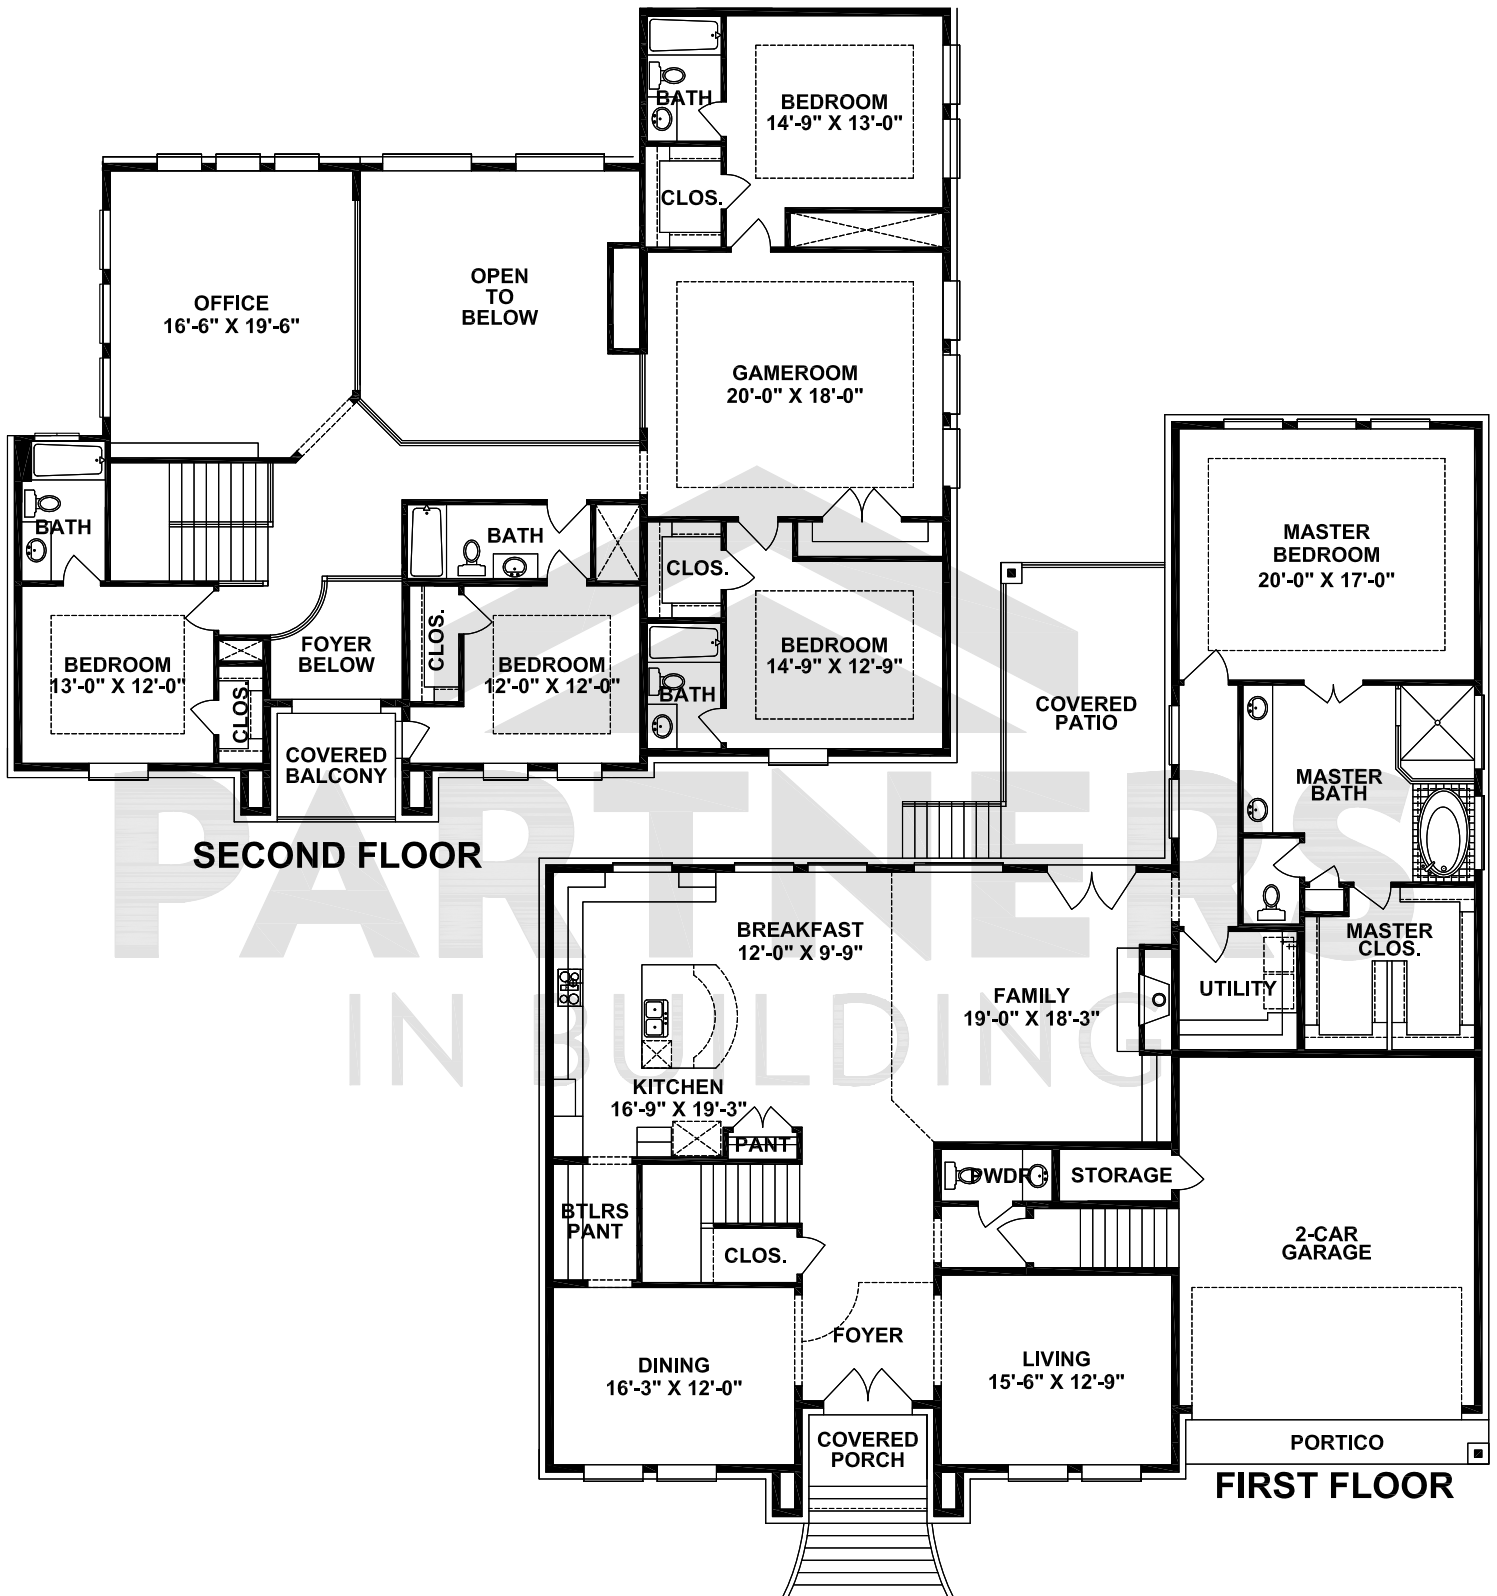 BATH
BEDROOM
14'-9" X 13'-0"
CLOS.
OFFICE
16'-6" X 19'-6"
OPEN
TO
BELOW
GAMEROOM
20'-0" X 18'-0"
BATH
BATH
CLOS.
BEDROOM
13'-0" X 12'-0"
CLOS.
FOYER
BELOW
CLOS.
BEDROOM
12'-0" X 12'-0"
BEDROOM
14'-9" X 12'-9"
BATH
COVERED
BALCONY
SECOND FLOOR
MASTER
BEDROOM
20'-0" X 17'-0"
COVERED
PATIO
MASTER
BATH
PARTNERS
IN BUILDING
BREAKFAST
12'-0" X 9'-9"
MASTER
CLOS.
UTILITY
FAMILY
19'-0" X 18'-3"
KITCHEN
16'-9" X 19'-3"
PANT
PWDR
STORAGE
BTLRS
PANT
CLOS.
2-CAR
GARAGE
FOYER
DINING
16'-3" X 12'-0"
LIVING
15'-6" X 12'-9"
COVERED
PORCH
PORTICO
FIRST FLOOR